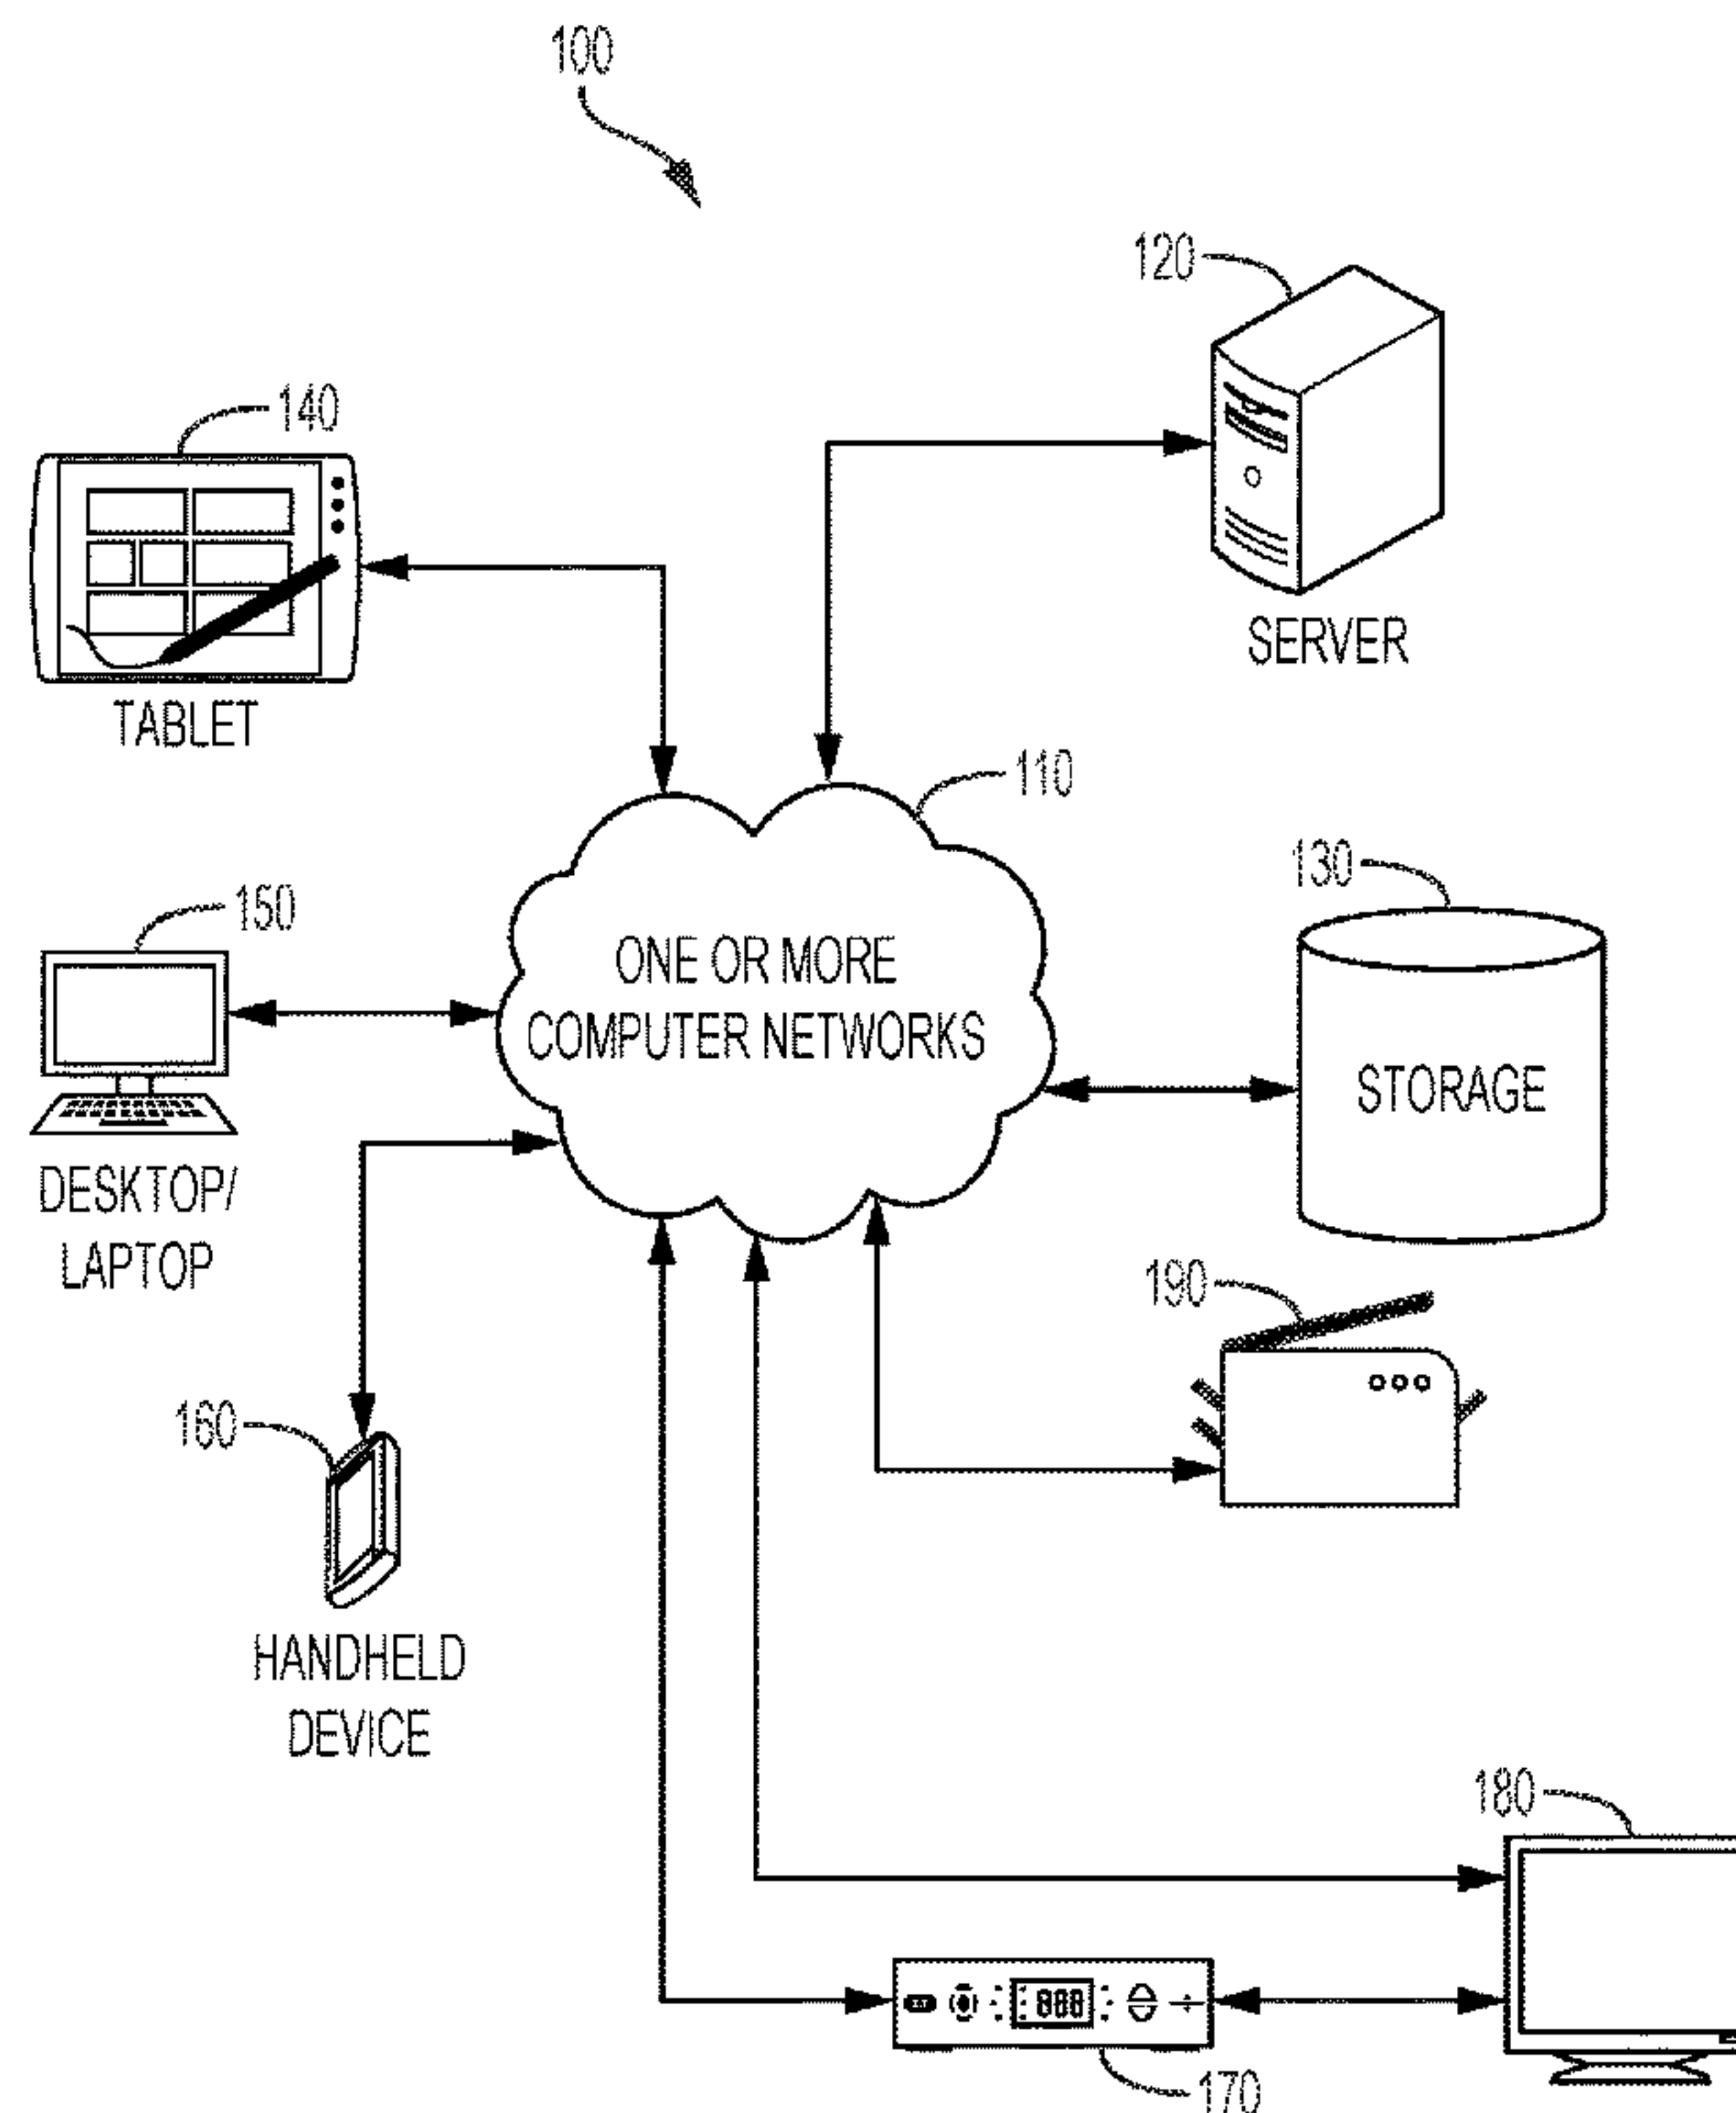 100
120
140
SERVER
TABLET
110
130
150
ONE OR MORE
COMPUTER NETWORKS
STORAGE
DESKTOP/
LAPTOP
190
160
HANDHELD
DEVICE
180
888
170